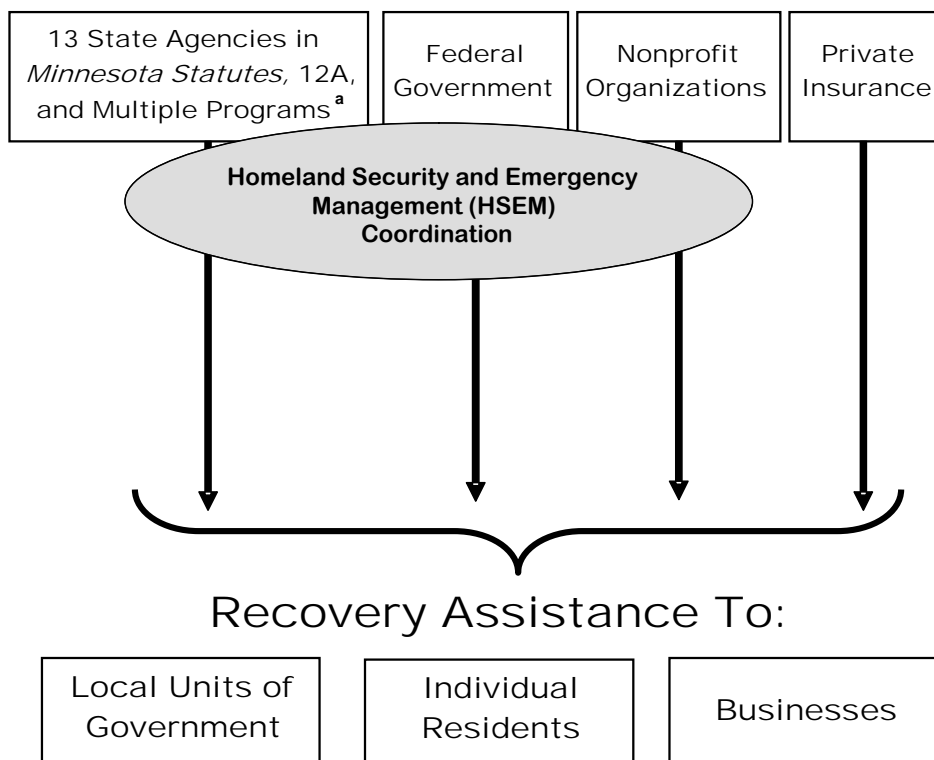 13 State Agencies in
Minnesota Statutes, 12A,
and Multiple Programs a
Federal
Government
Nonprofit
Organizations
Private
Insurance
Homeland Security and Emergency
Management (HSEM)
Coordination
Recovery Assistance To:
Local Units of
Government
Individual
Residents
Businesses